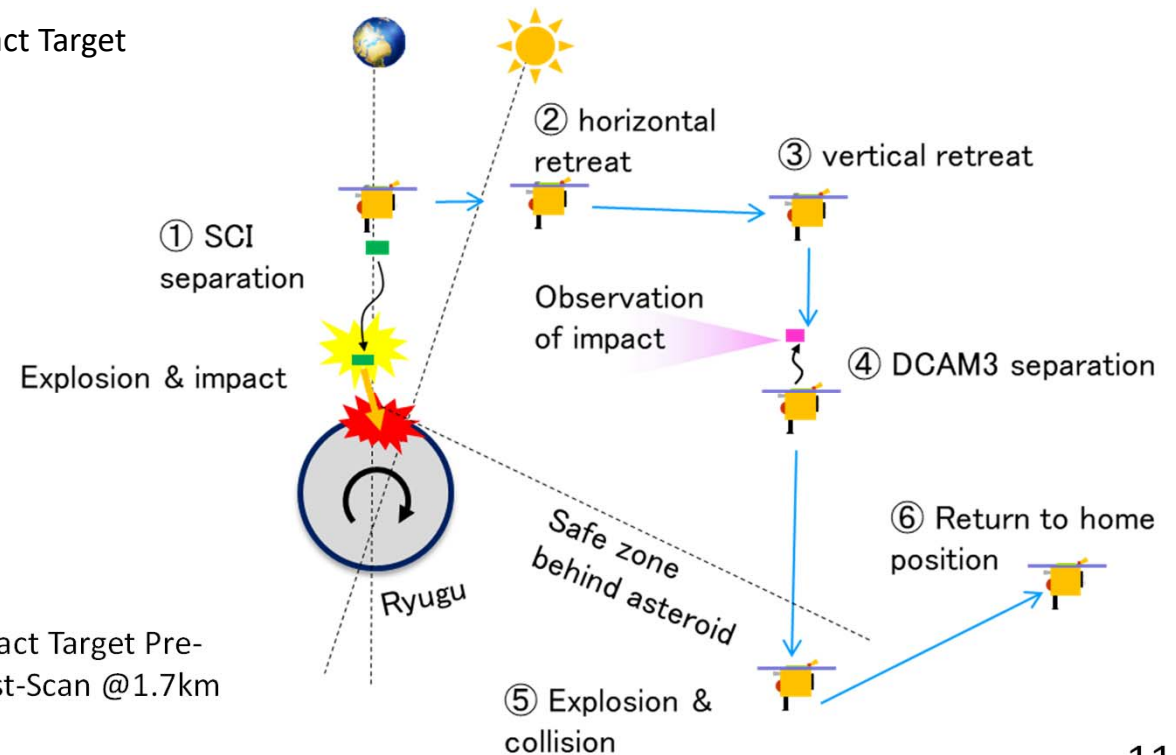 act Target
② horizontal
retreat
③ vertical retreat
① SCI
separation
Observation
of impact
Explosion & impact
④ DCAM3 separation
Safe zone
behind asteroid
⑥ Return to home
position
Ryugu
act Target Pre-
st-Scan @1.7km
⑤ Explosion &
collision
11